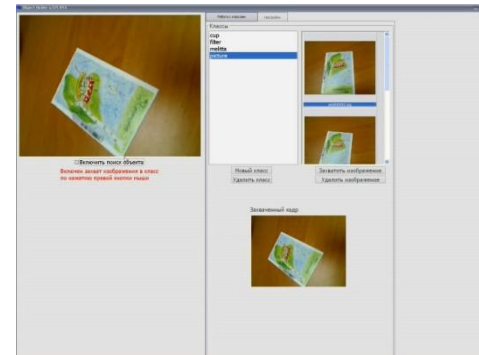 Классы
cup
filter
melitta
picture
Включить поиск объекта
Включен захват изображения в класс
по нажатию правой кнопки мыши
Новый класс
Захватить изображение
Удалить класс
Удалить изображение
Захваченный кадр